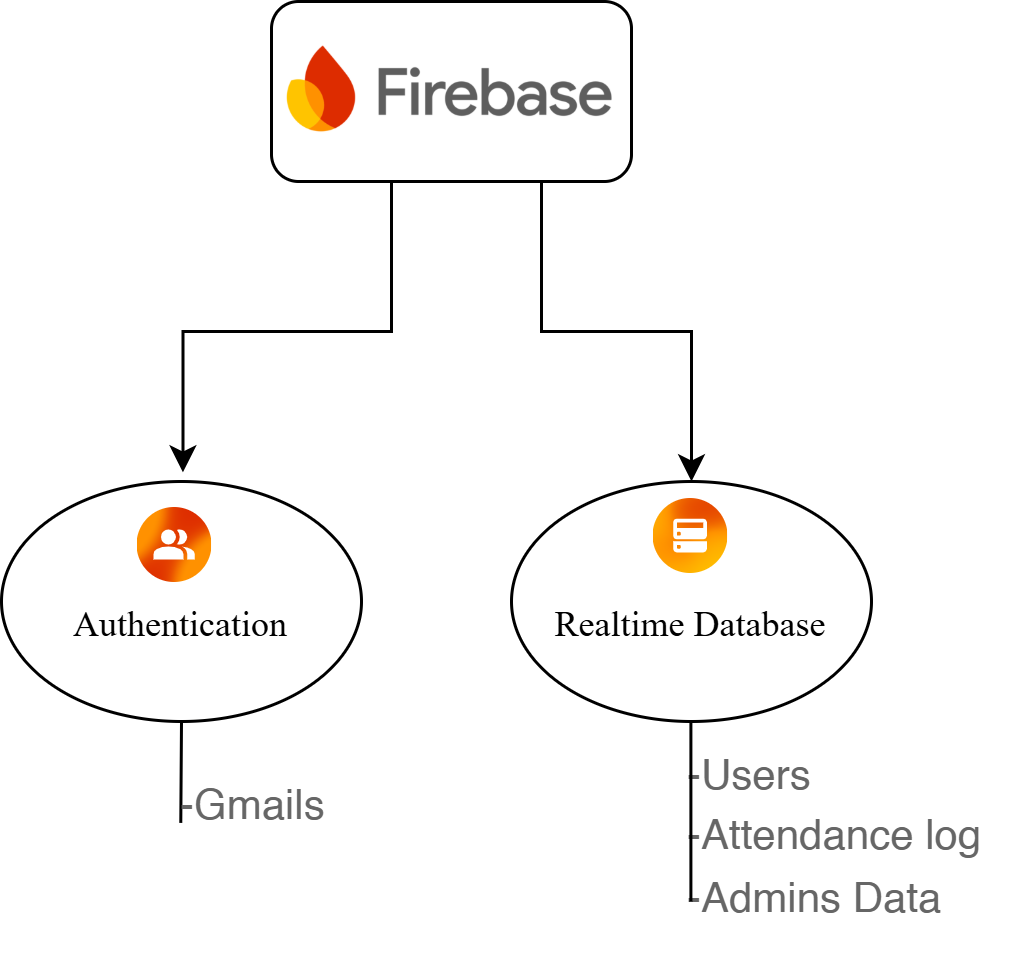 Firebase
Authentication
Realtime Database
-Gmails
-Users
-Attendance log
-Admins Data